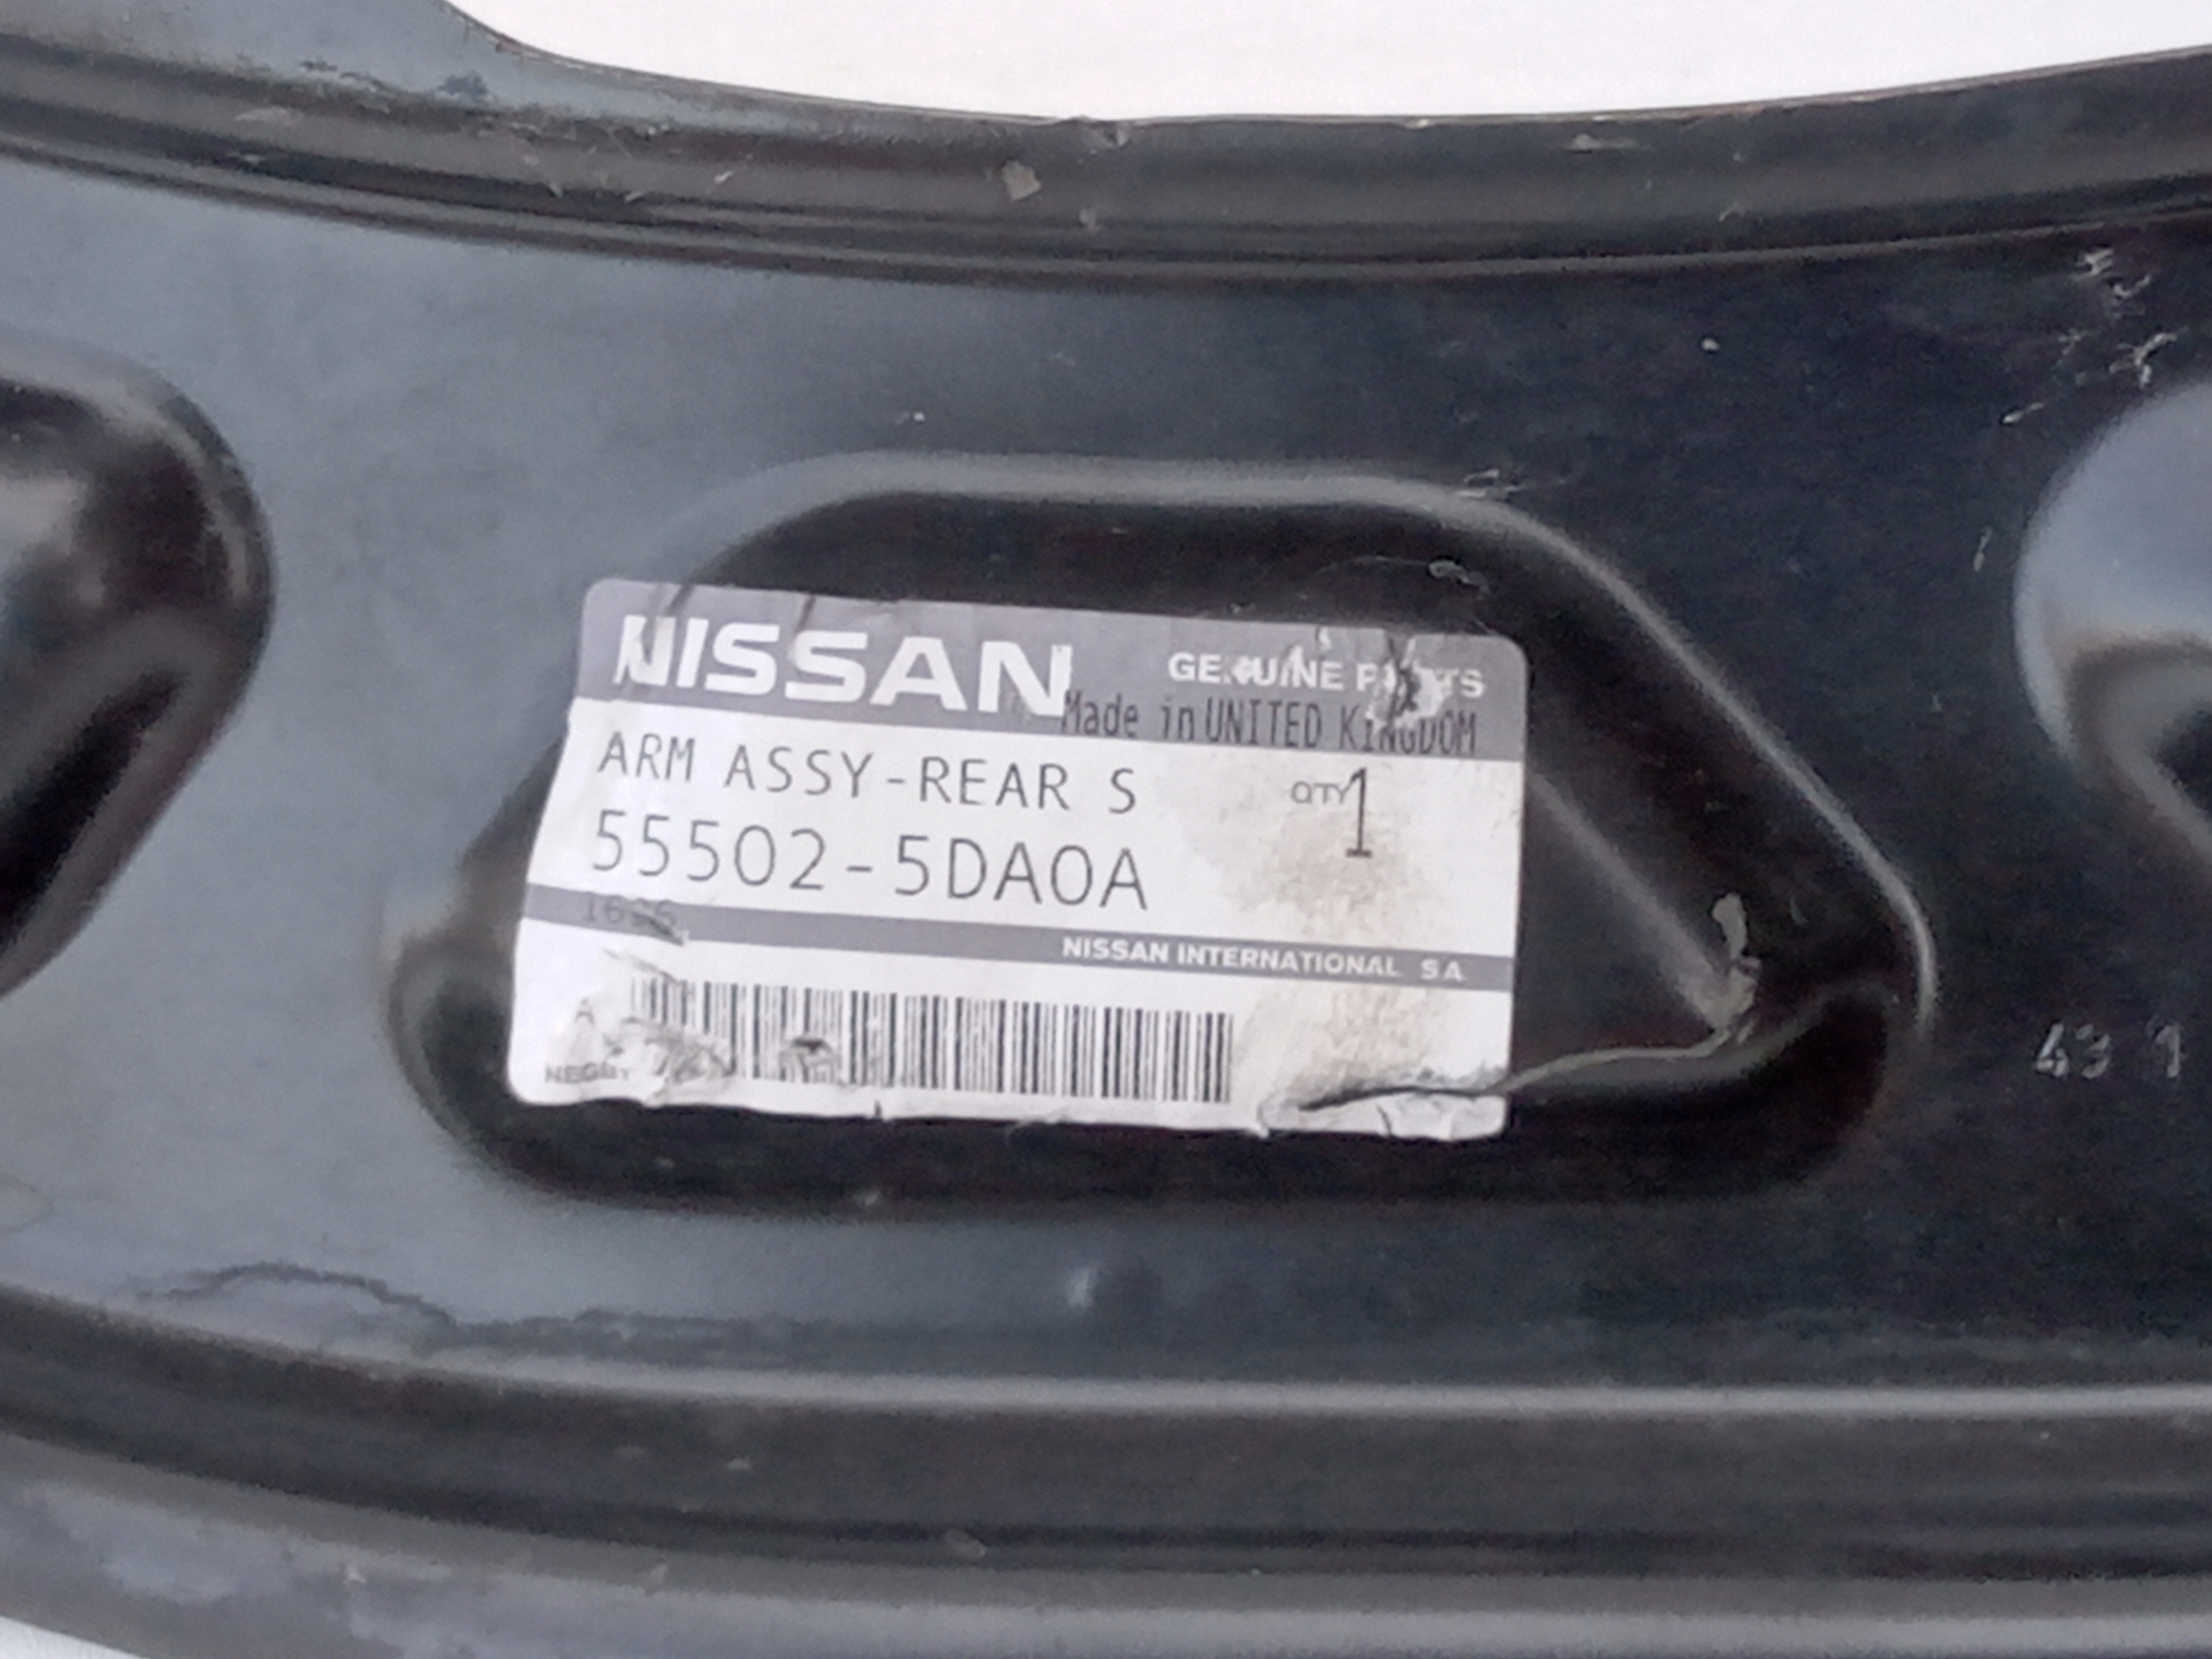 NISSAN GENUINE PARTS
Made in UNITED KINGDOM
ARM ASSY-REAR S QTY 1
55502-5DA0A
NISSAN INTERNATIONAL SA
A